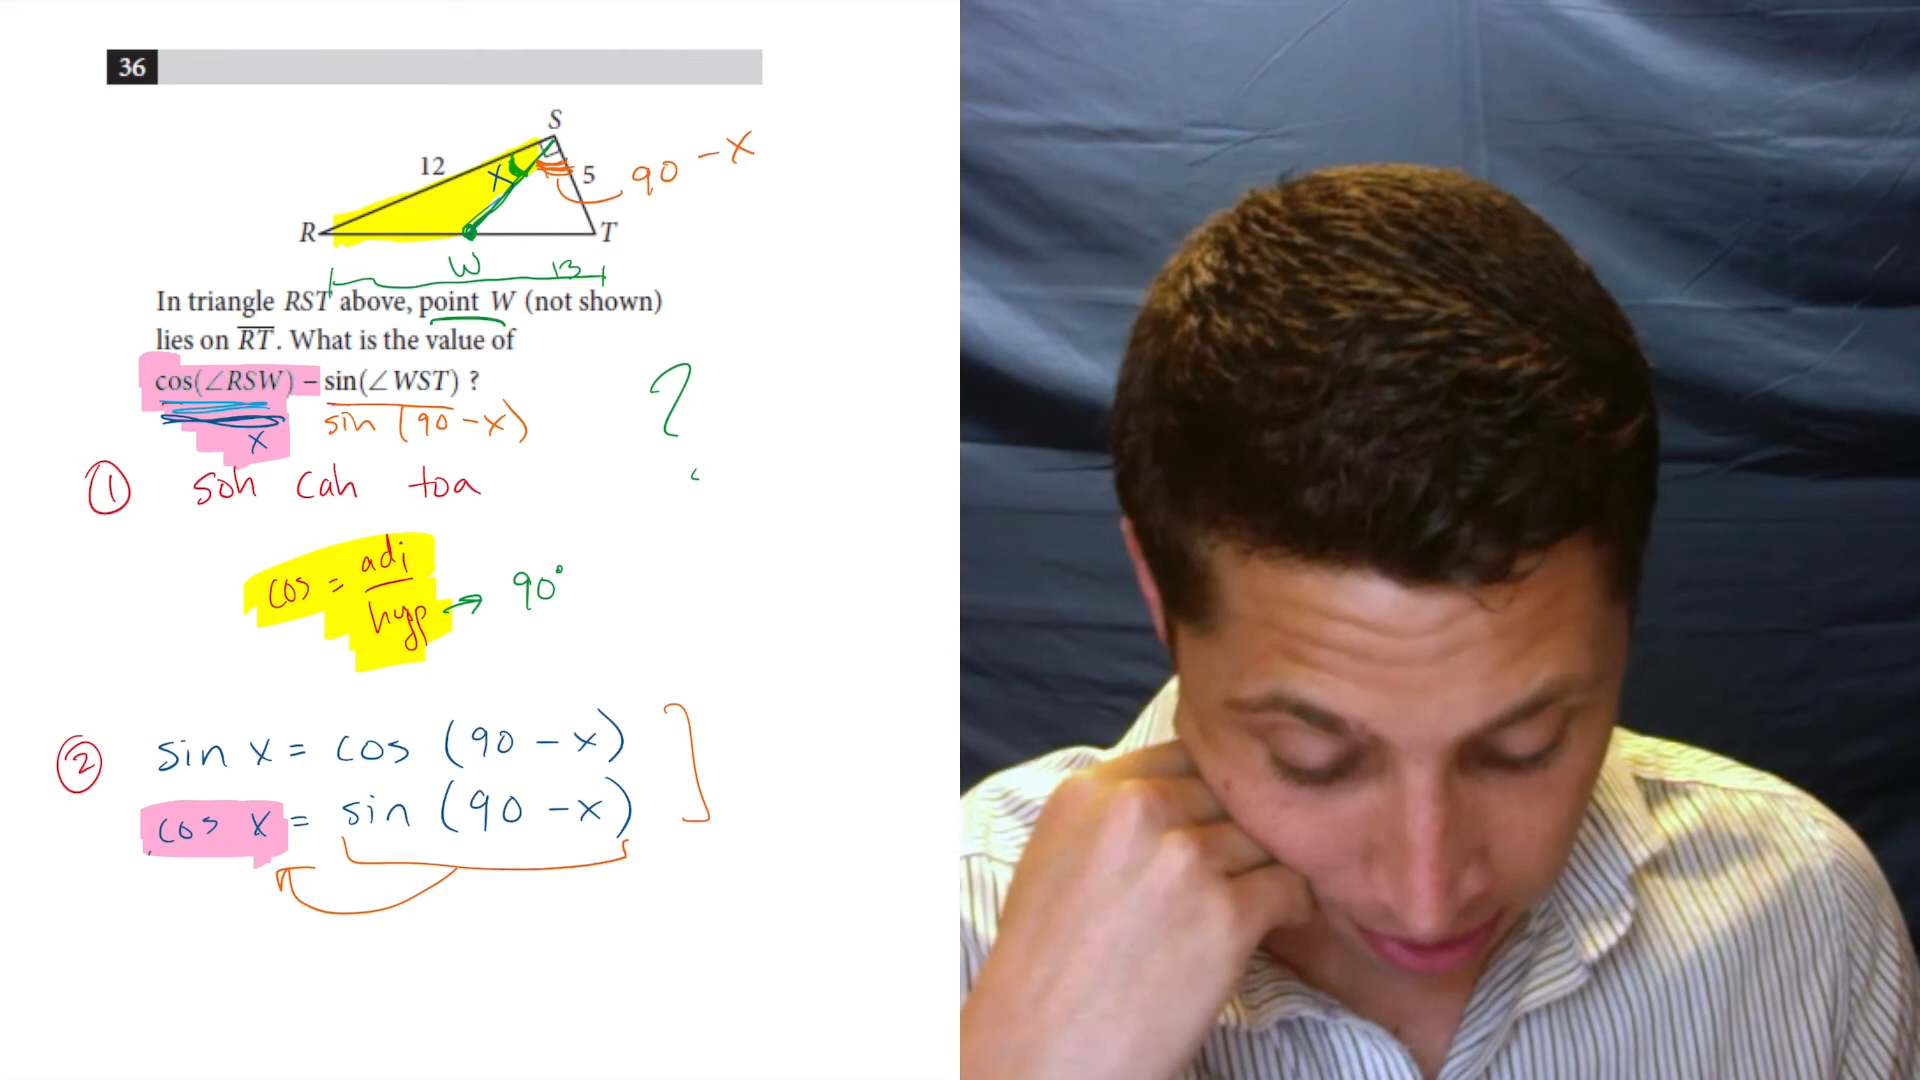 36
S
12
X
5
90 - X
R
T
W
13
In triangle RST above, point W (not shown)
lies on RT. What is the value of
cos(∠RSW) – sin(∠WST) ?
x
sin (90 - x)
?
1
soh cah toa
cos = adj/hyp → 90°
2
sin x = cos (90 - x)
cos x = sin (90 - x)